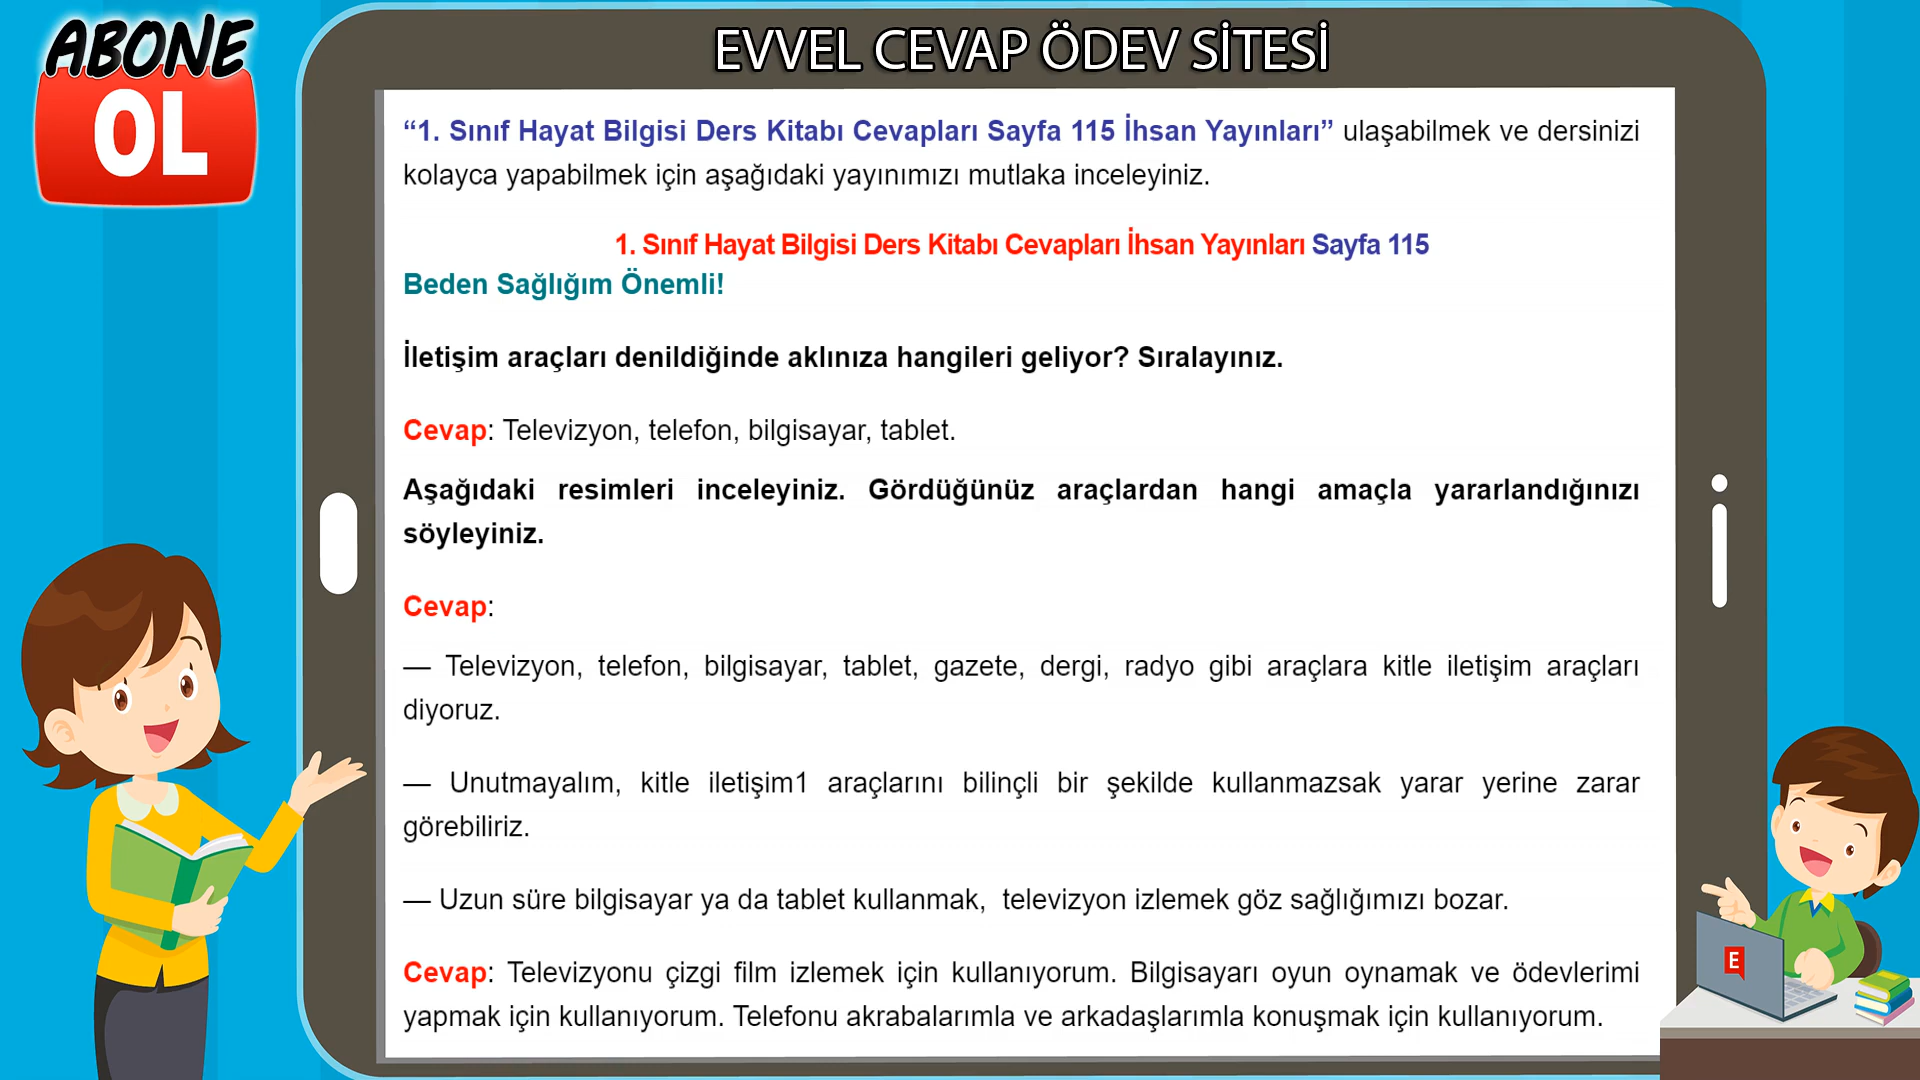 ABONE
OL
EVVEL CEVAP ÖDEV SİTESİ
“1. Sınıf Hayat Bilgisi Ders Kitabı Cevapları Sayfa 115 İhsan Yayınları” ulaşabilmek ve dersinizi
kolayca yapabilmek için aşağıdaki yayınımızı mutlaka inceleyiniz.
1. Sınıf Hayat Bilgisi Ders Kitabı Cevapları İhsan Yayınları Sayfa 115
Beden Sağlığım Önemli!
İletişim araçları denildiğinde aklınıza hangileri geliyor? Sıralayınız.
Cevap: Televizyon, telefon, bilgisayar, tablet.
Aşağıdaki resimleri inceleyiniz. Gördüğünüz araçlardan hangi amaçla yararlandığınızı
söyleyiniz.
Cevap:
— Televizyon, telefon, bilgisayar, tablet, gazete, dergi, radyo gibi araçlara kitle iletişim araçları
diyoruz.
— Unutmayalım, kitle iletişim1 araçlarını bilinçli bir şekilde kullanmazsak yarar yerine zarar
görebiliriz.
— Uzun süre bilgisayar ya da tablet kullanmak,  televizyon izlemek göz sağlığımızı bozar.
Cevap: Televizyonu çizgi film izlemek için kullanıyorum. Bilgisayarı oyun oynamak ve ödevlerimi
yapmak için kullanıyorum. Telefonu akrabalarımla ve arkadaşlarımla konuşmak için kullanıyorum.
E